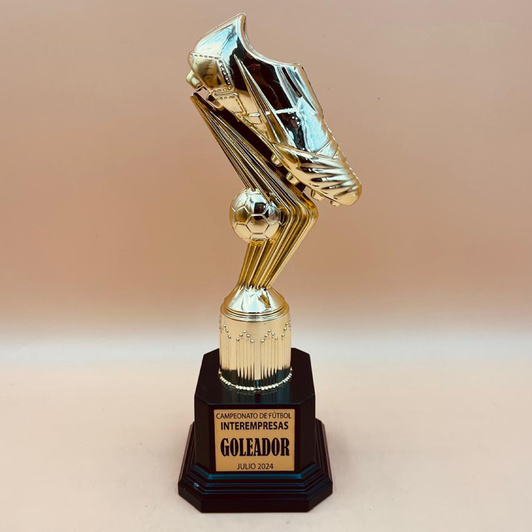 CAMPEONATO DE FÚTBOL
INTEREMPRESAS
GOLEADOR
JULIO 2024